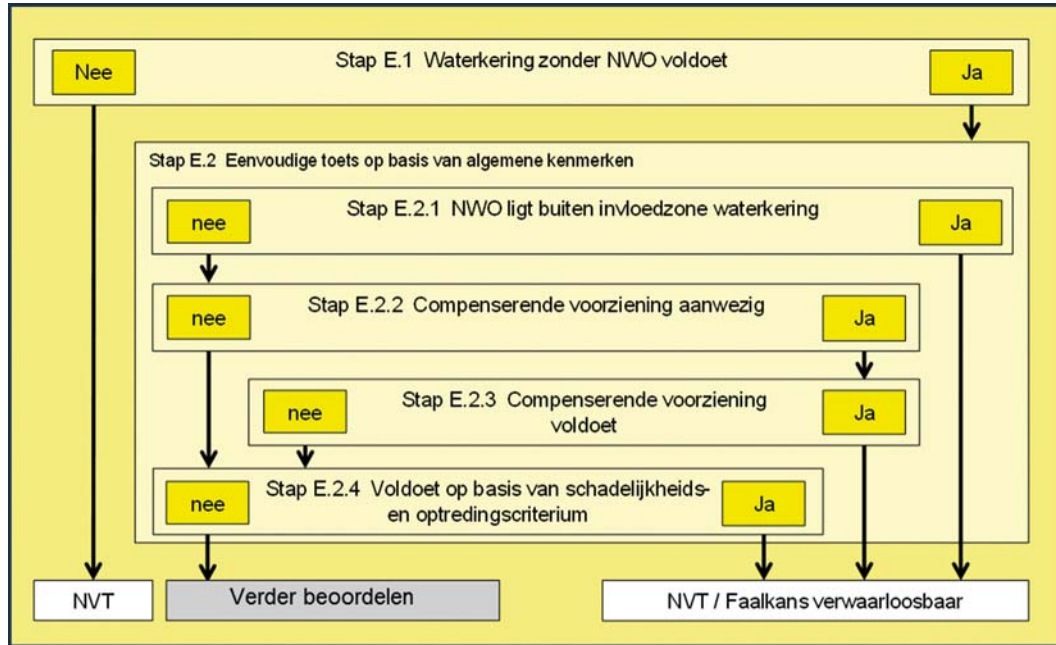 Stap E.1 Waterkering zonder NWO voldoet
Nee
Ja
Stap E.2 Eenvoudige toets op basis van algemene kenmerken
Stap E.2.1 NWO ligt buiten invloedzone waterkering
nee
Ja
Stap E.2.2 Compenserende voorziening aanwezig
nee
Ja
Stap E.2.3 Compenserende voorziening
voldoet
nee
Ja
Stap E.2.4 Voldoet op basis van schadelijkheids-
en optredingscriterium
nee
Ja
NVT
Verder beoordelen
NVT / Faalkans verwaarloosbaar